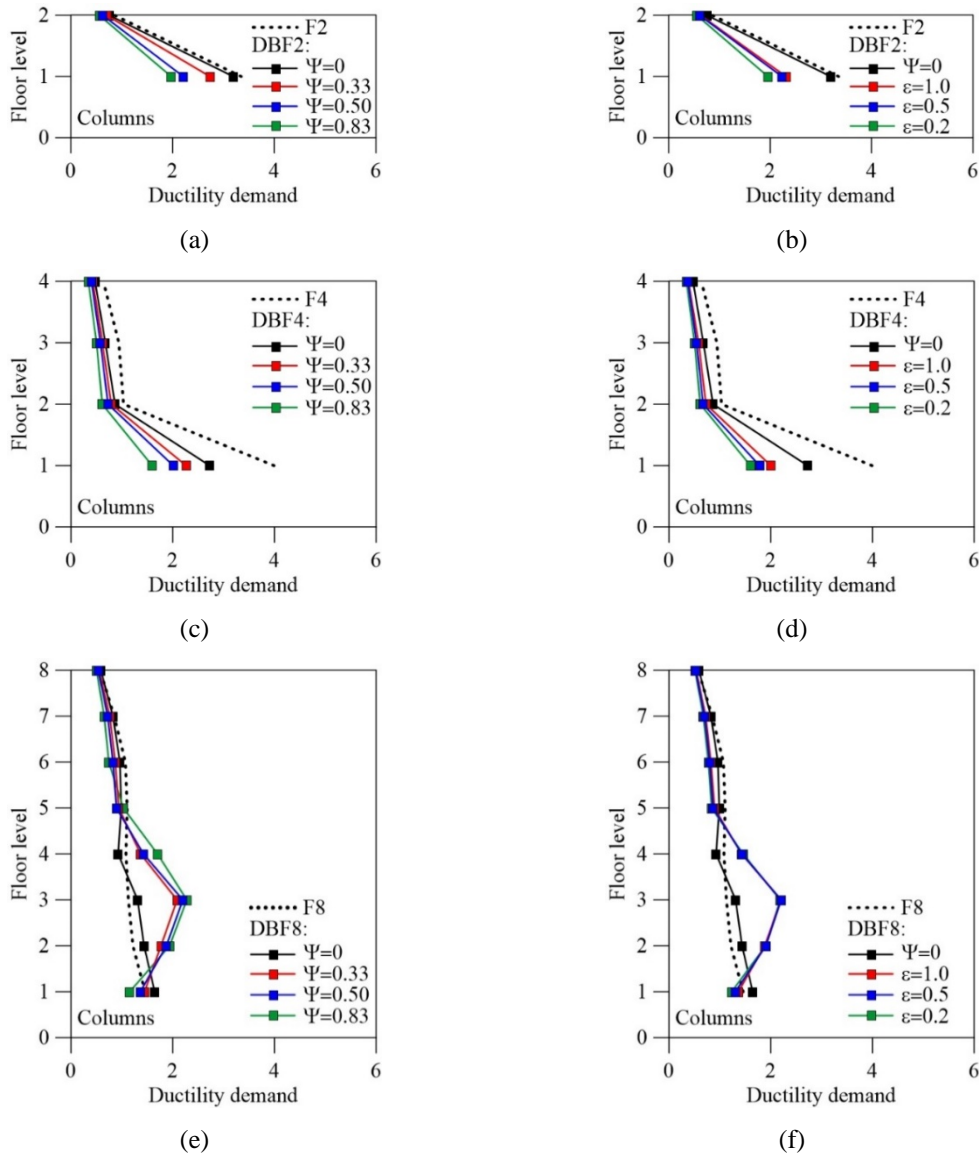 2
1
0
Floor level
F2
DBF2:
Ψ=0
Ψ=0.33
Ψ=0.50
Ψ=0.83
Columns
0 2 4 6
Ductility demand
(a)
2
1
0
Floor level
F2
DBF2:
Ψ=0
ε=1.0
ε=0.5
ε=0.2
Columns
0 2 4 6
Ductility demand
(b)
4
3
2
1
0
Floor level
F4
DBF4:
Ψ=0
Ψ=0.33
Ψ=0.50
Ψ=0.83
Columns
0 2 4 6
Ductility demand
(c)
4
3
2
1
0
Floor level
F4
DBF4:
Ψ=0
ε=1.0
ε=0.5
ε=0.2
Columns
0 2 4 6
Ductility demand
(d)
8
7
6
5
4
3
2
1
0
Floor level
F8
DBF8:
Ψ=0
Ψ=0.33
Ψ=0.50
Ψ=0.83
Columns
0 2 4 6
Ductility demand
(e)
8
7
6
5
4
3
2
1
0
Floor level
F8
DBF8:
Ψ=0
ε=1.0
ε=0.5
ε=0.2
Columns
0 2 4 6
Ductility demand
(f)